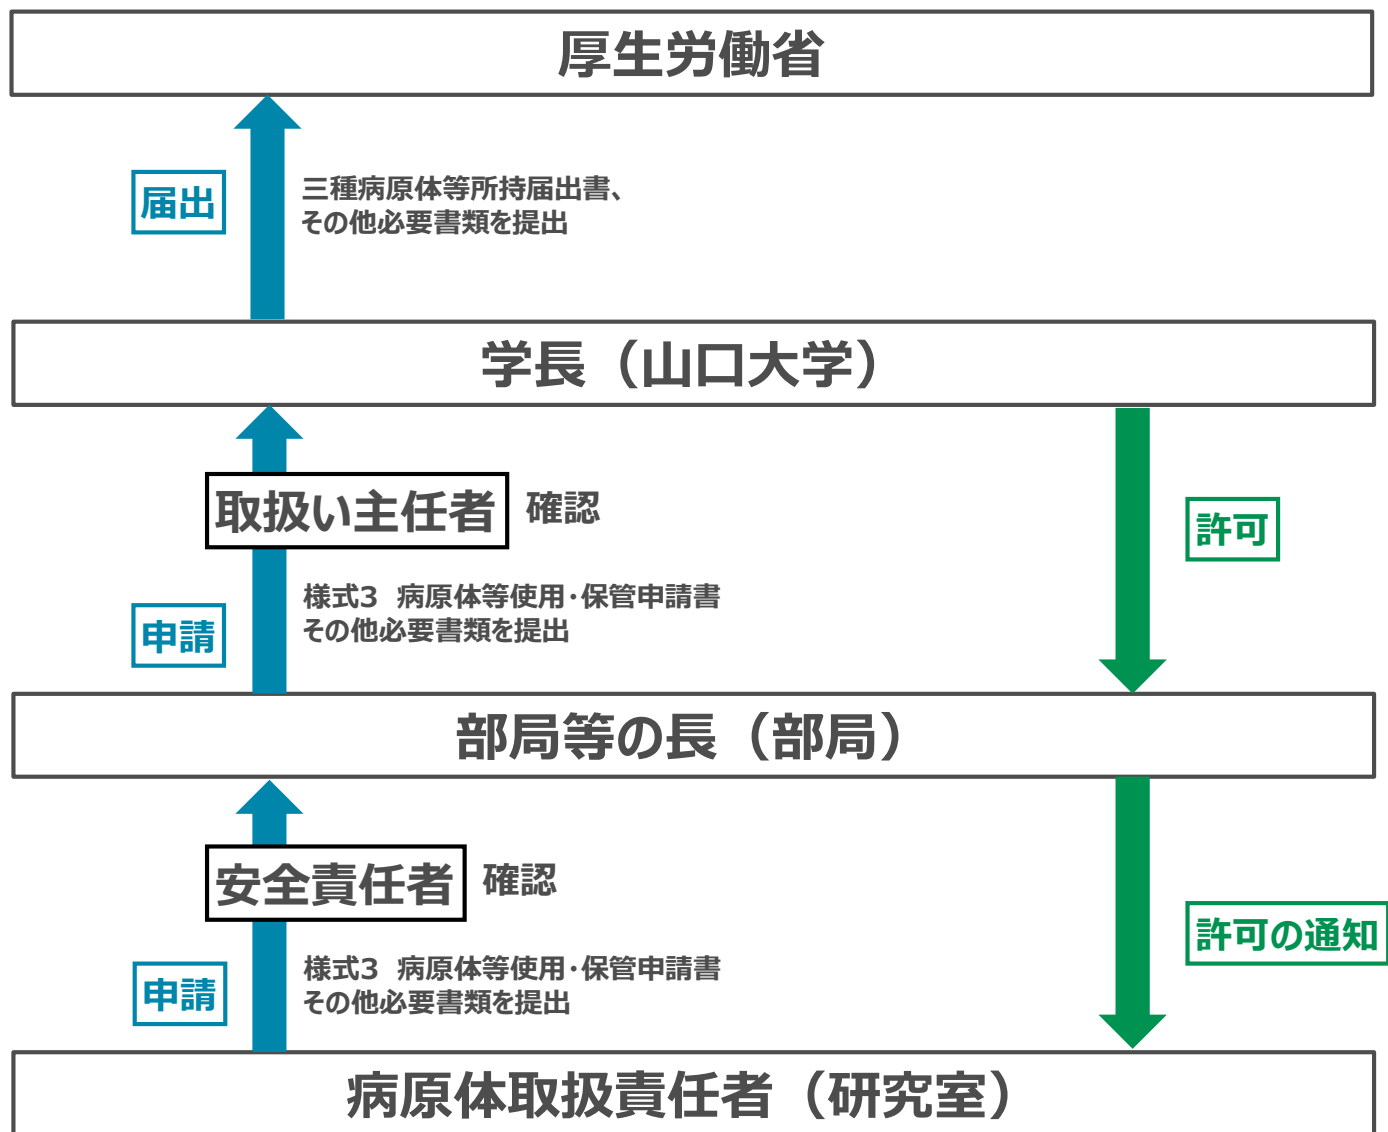 厚生労働省
届出
三種病原体等所持届出書、
その他必要書類を提出
学長（山口大学）
取扱い主任者 確認
許可
様式3 病原体等使用・保管申請書
その他必要書類を提出
申請
部局等の長（部局）
安全責任者 確認
許可の通知
様式3 病原体等使用・保管申請書
その他必要書類を提出
申請
病原体取扱責任者（研究室）